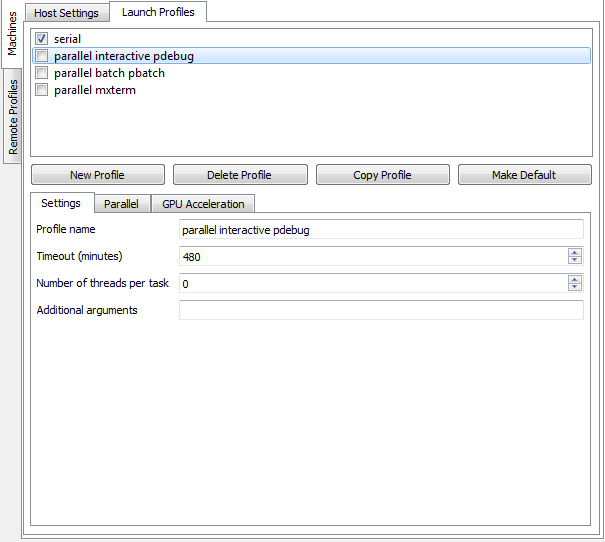 Machines
Remote Profiles
Host Settings
Launch Profiles
serial
parallel interactive pdebug
parallel batch pbatch
parallel mxterm
New Profile
Delete Profile
Copy Profile
Make Default
Settings
Parallel
GPU Acceleration
Profile name
parallel interactive pdebug
Timeout (minutes)
480
Number of threads per task
0
Additional arguments